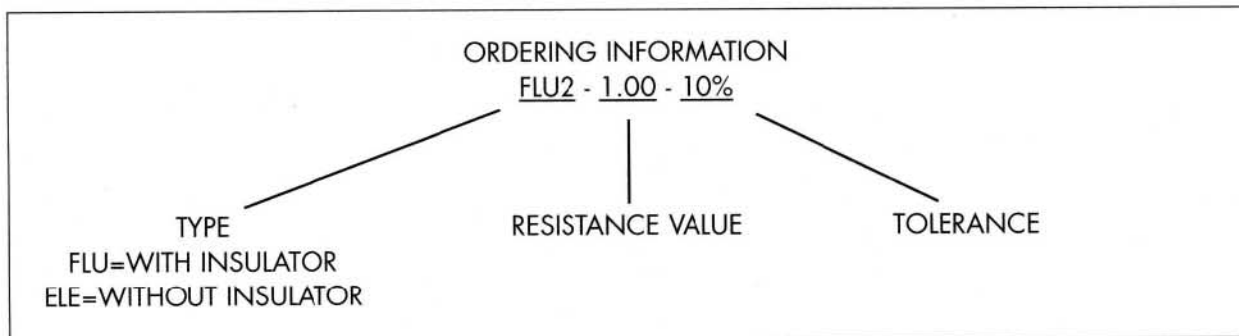 ORDERING INFORMATION
FLU2 - 1.00 - 10%
TYPE
FLU=WITH INSULATOR
ELE=WITHOUT INSULATOR
RESISTANCE VALUE
TOLERANCE